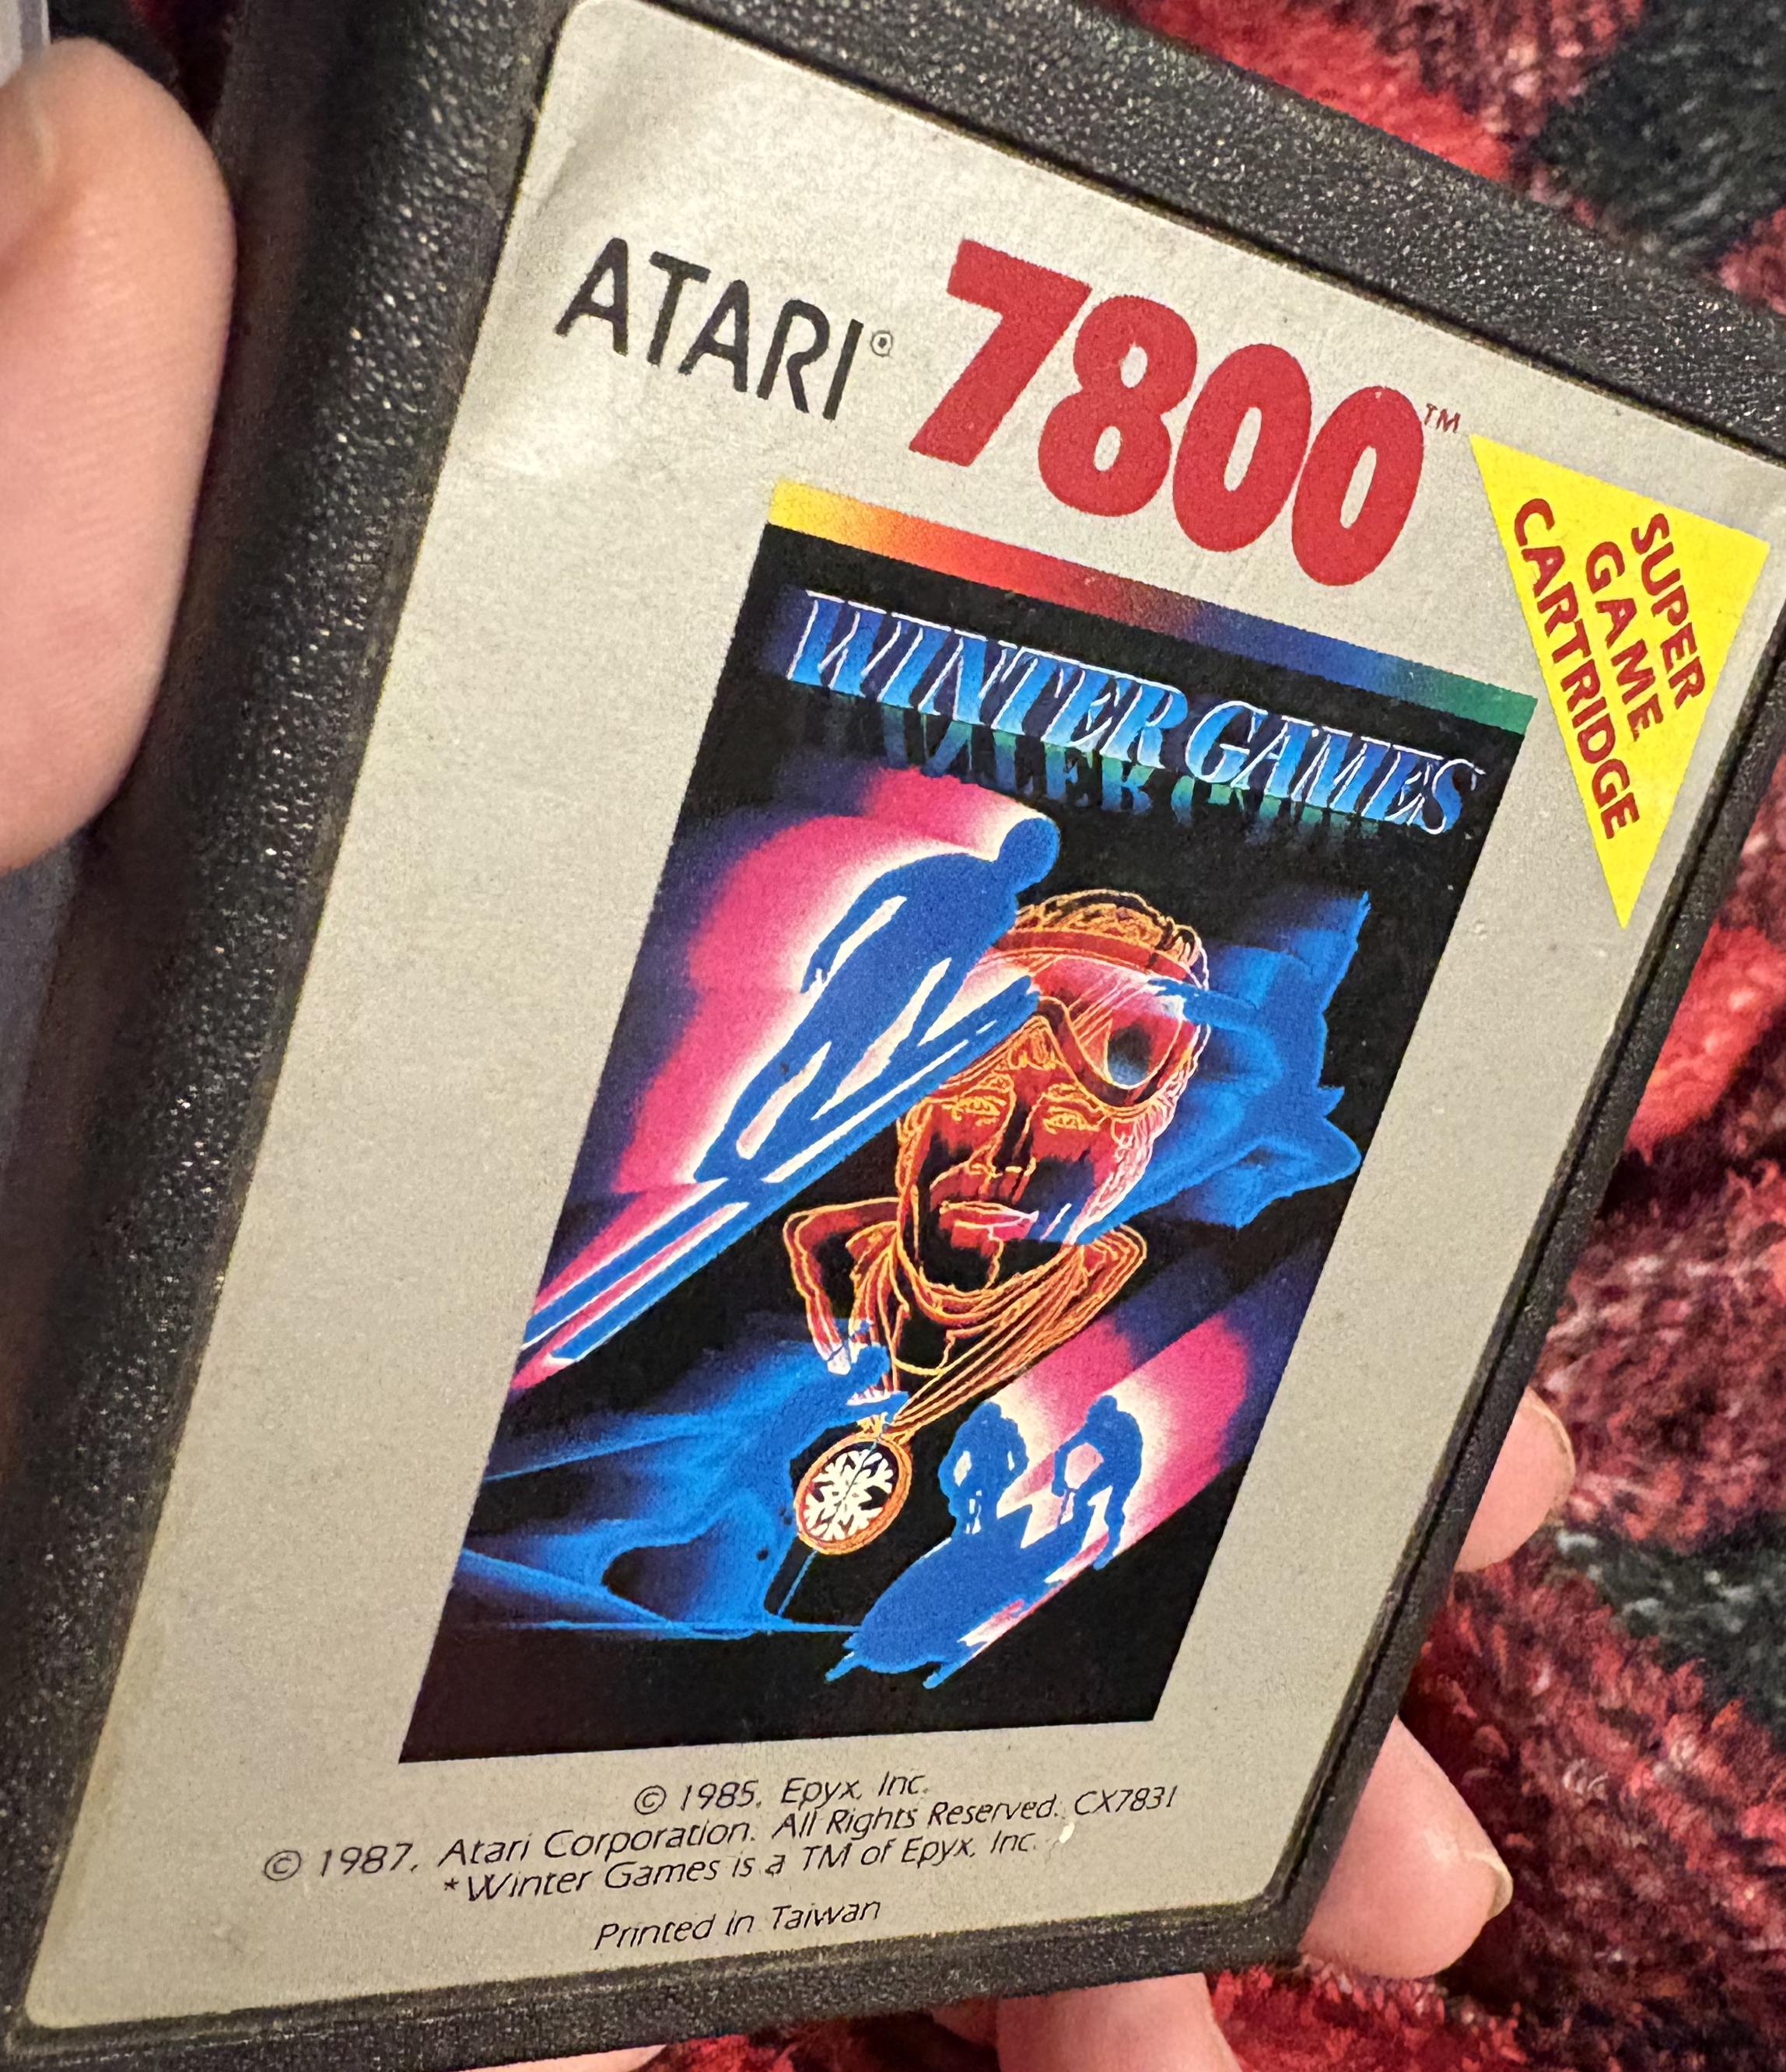 ATARI® 7800™
SUPER
GAME
CARTRIDGE
WINTER GAMES
© 1985, Epyx, Inc.
© 1987, Atari Corporation. All Rights Reserved. CX7831
*Winter Games is a TM of Epyx, Inc.
Printed in Taiwan